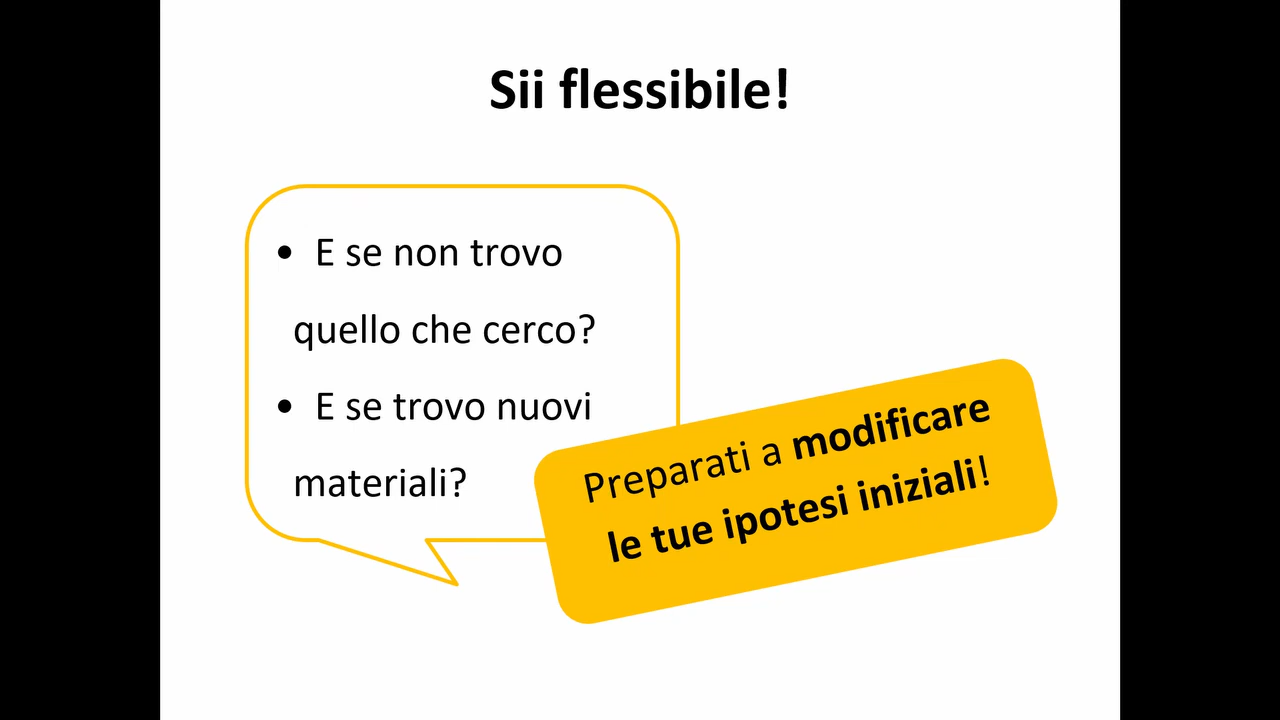 Sii flessibile!
• E se non trovo
quello che cerco?
• E se trovo nuovi
materiali?
Preparati a modificare
le tue ipotesi iniziali!